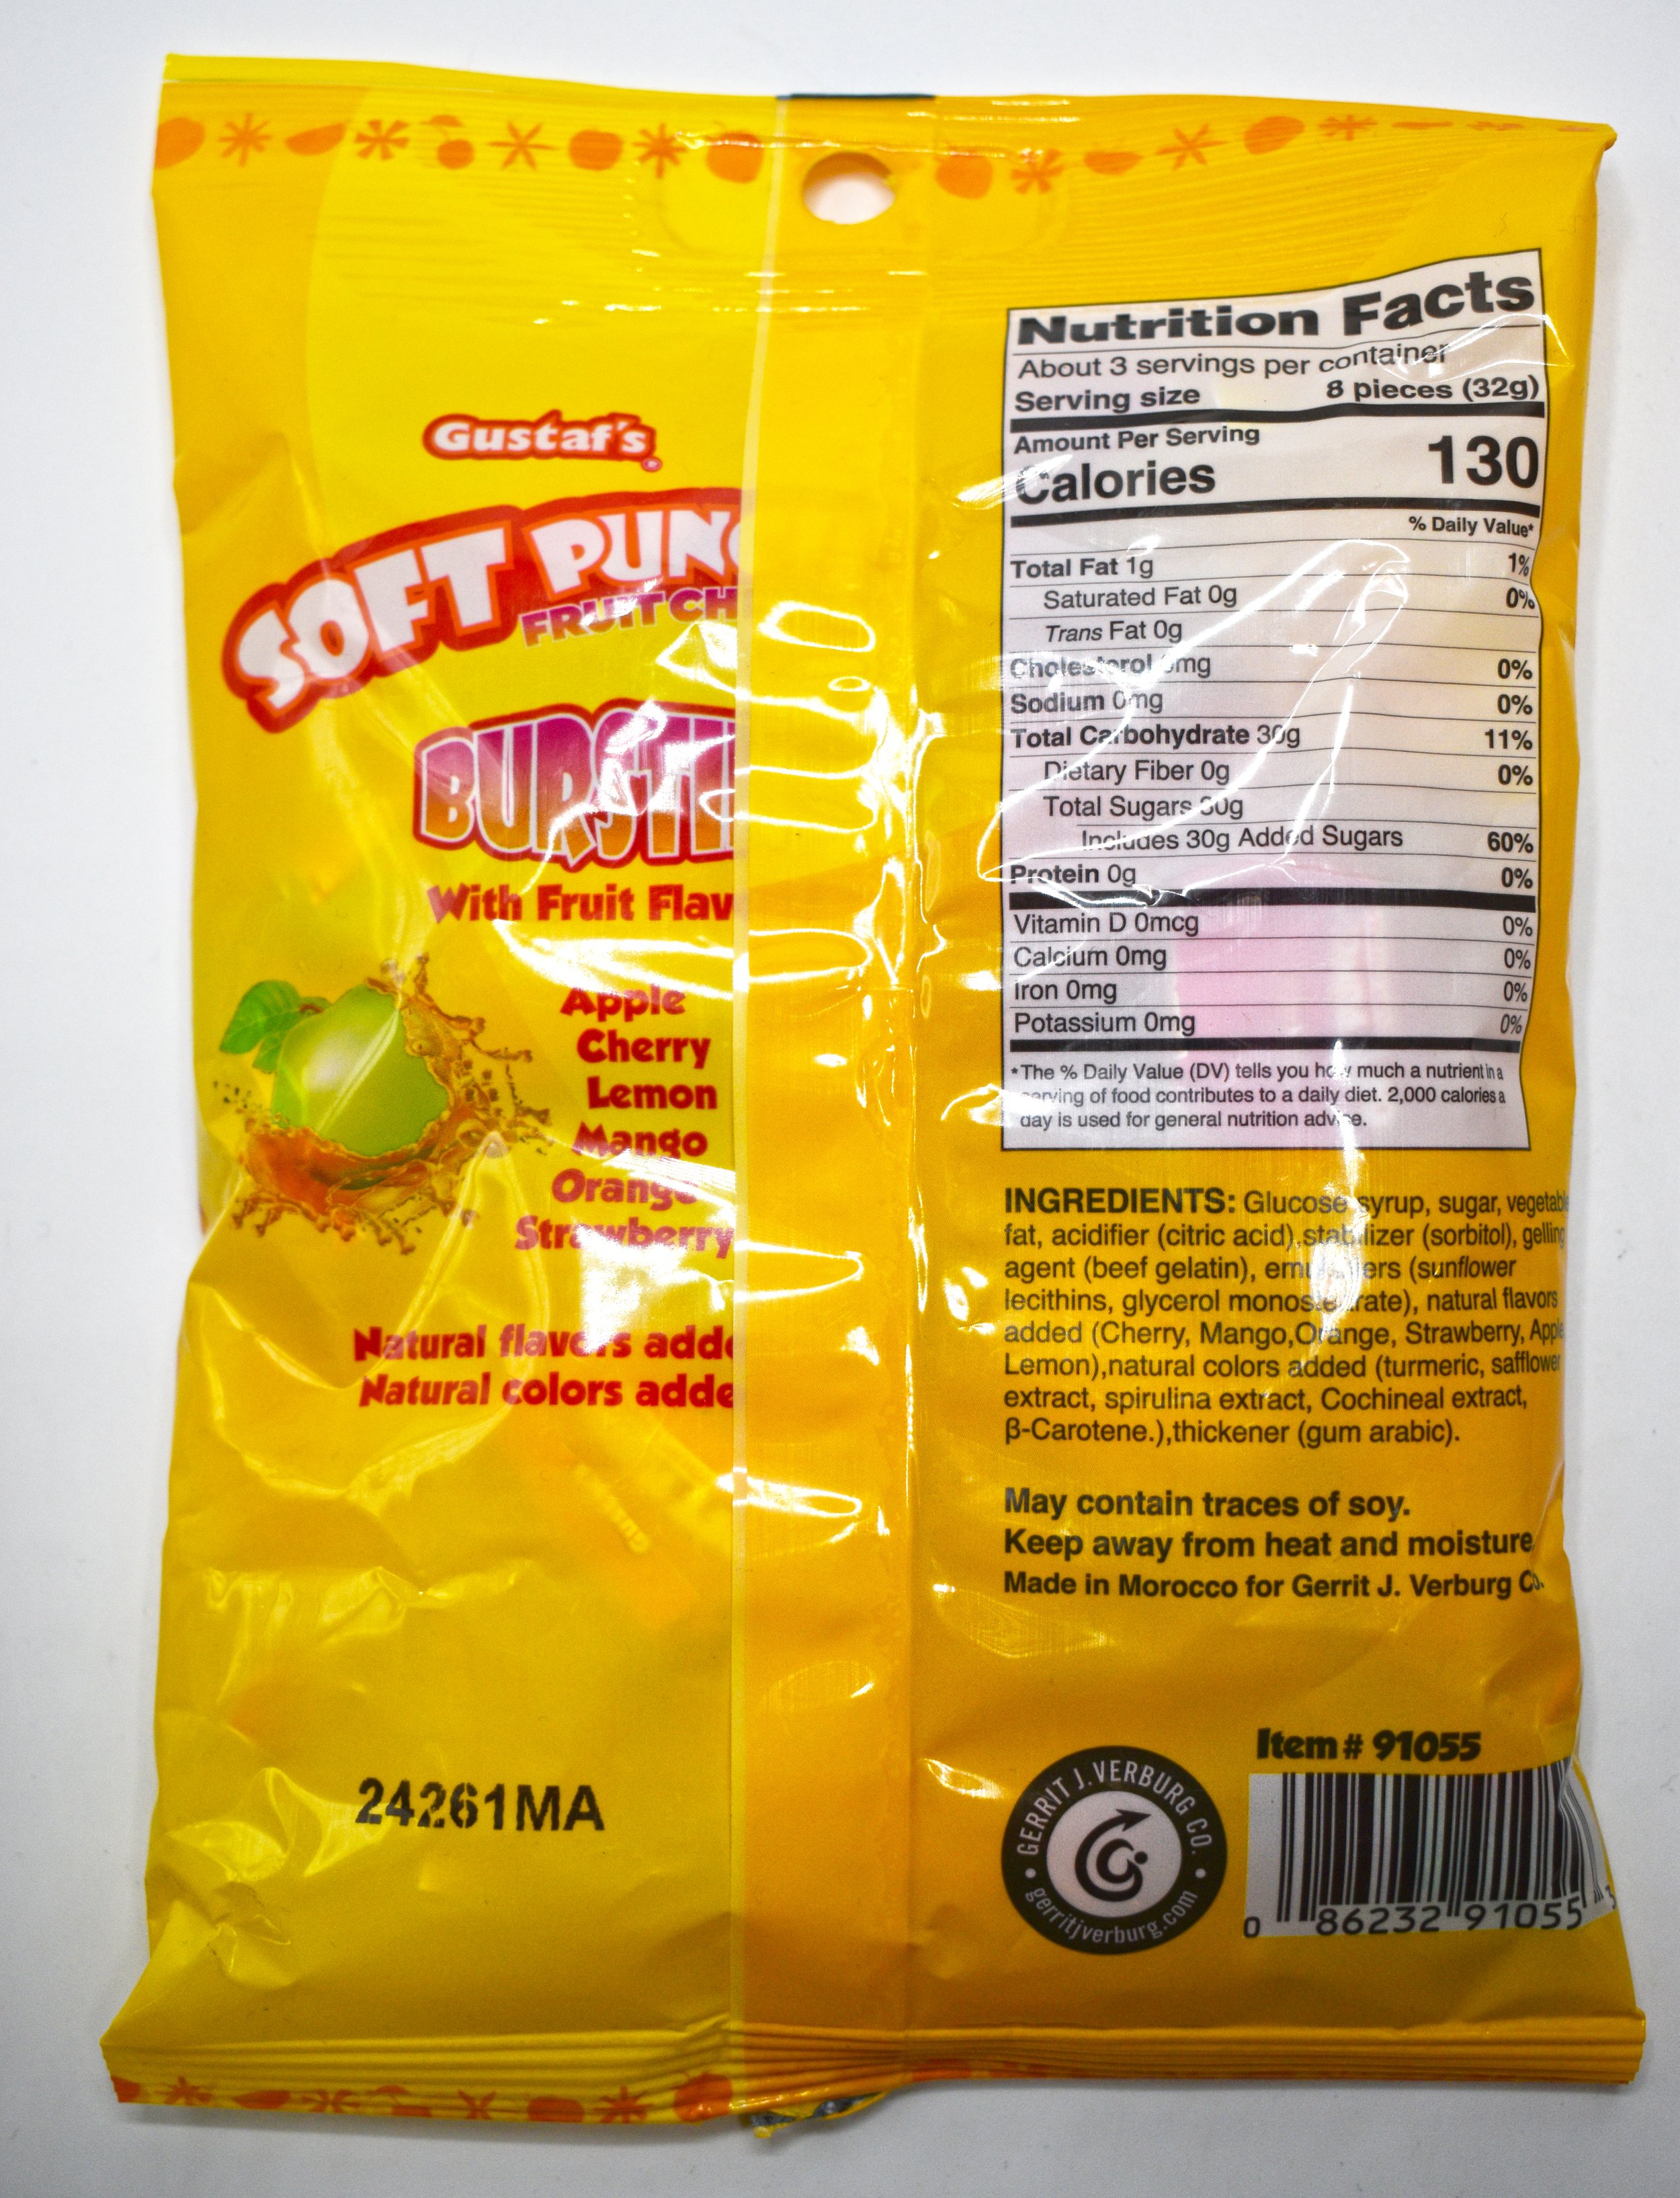 Gustaf's
SOFT PUNC
FRUIT CH
BURSTI
With Fruit Flav
Apple
Cherry
Lemon
Mango
Orange
Strawberry
Natural flavors adde
Natural colors adde
24261MA
Nutrition Facts
About 3 servings per container
Serving size 8 pieces (32g)
Amount Per Serving
Calories 130
% Daily Value*
Total Fat 1g 1%
Saturated Fat 0g 0%
Trans Fat 0g
Cholesterol 0mg 0%
Sodium 0mg 0%
Total Carbohydrate 30g 11%
Dietary Fiber 0g 0%
Total Sugars 30g
Includes 30g Added Sugars 60%
Protein 0g 0%
Vitamin D 0mcg 0%
Calcium 0mg 0%
Iron 0mg 0%
Potassium 0mg 0%
*The % Daily Value (DV) tells you how much a nutrient in a
serving of food contributes to a daily diet. 2,000 calories a
day is used for general nutrition advise.
INGREDIENTS: Glucose syrup, sugar, vegetable
fat, acidifier (citric acid),stabilizer (sorbitol), gelling
agent (beef gelatin), emulsifiers (sunflower
lecithins, glycerol monostearate), natural flavors
added (Cherry, Mango,Orange, Strawberry, Apple
Lemon),natural colors added (turmeric, safflower
extract, spirulina extract, Cochineal extract,
β-Carotene.),thickener (gum arabic).
May contain traces of soy.
Keep away from heat and moisture
Made in Morocco for Gerrit J. Verburg Co.
Item # 91055
GERRIT J. VERBURG CO.
gerritjverburg.com
0 86232 91055 3